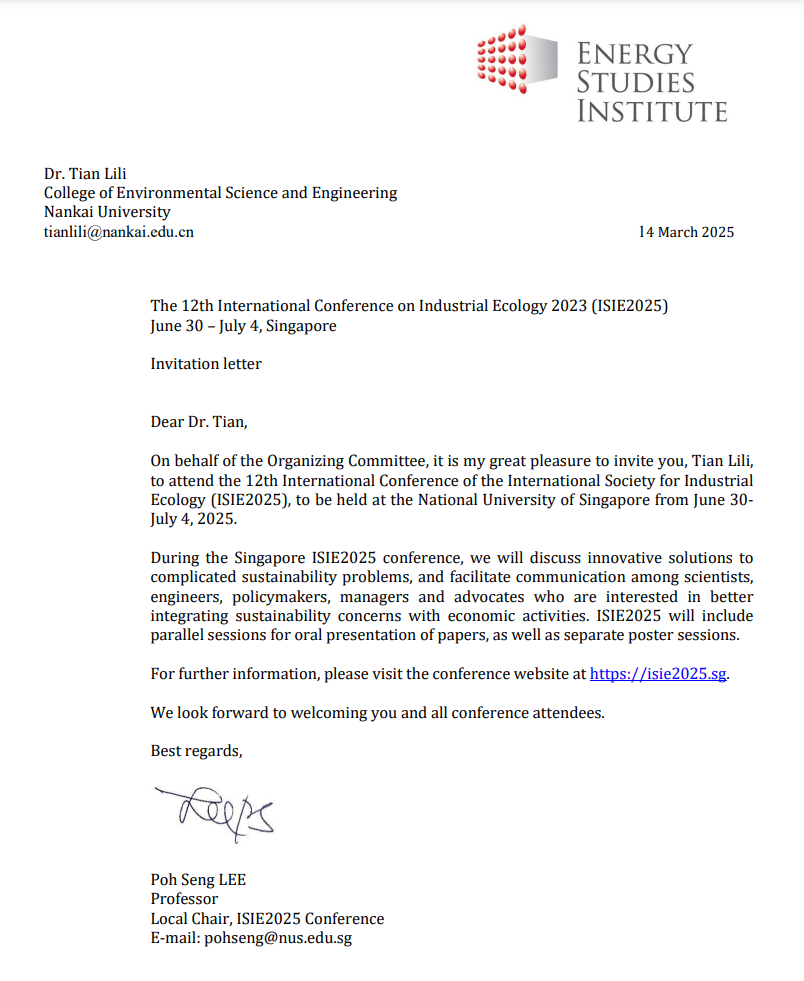 ENERGY
STUDIES
INSTITUTE
Dr. Tian Lili
College of Environmental Science and Engineering
Nankai University
tianlili@nankai.edu.cn
14 March 2025
The 12th International Conference on Industrial Ecology 2023 (ISIE2025)
June 30 – July 4, Singapore
Invitation letter
Dear Dr. Tian,
On behalf of the Organizing Committee, it is my great pleasure to invite you, Tian Lili,
to attend the 12th International Conference of the International Society for Industrial
Ecology (ISIE2025), to be held at the National University of Singapore from June 30-
July 4, 2025.
During the Singapore ISIE2025 conference, we will discuss innovative solutions to
complicated sustainability problems, and facilitate communication among scientists,
engineers, policymakers, managers and advocates who are interested in better
integrating sustainability concerns with economic activities. ISIE2025 will include
parallel sessions for oral presentation of papers, as well as separate poster sessions.
For further information, please visit the conference website at https://isie2025.sg.
We look forward to welcoming you and all conference attendees.
Best regards,
Poh Seng LEE
Professor
Local Chair, ISIE2025 Conference
E-mail: pohseng@nus.edu.sg